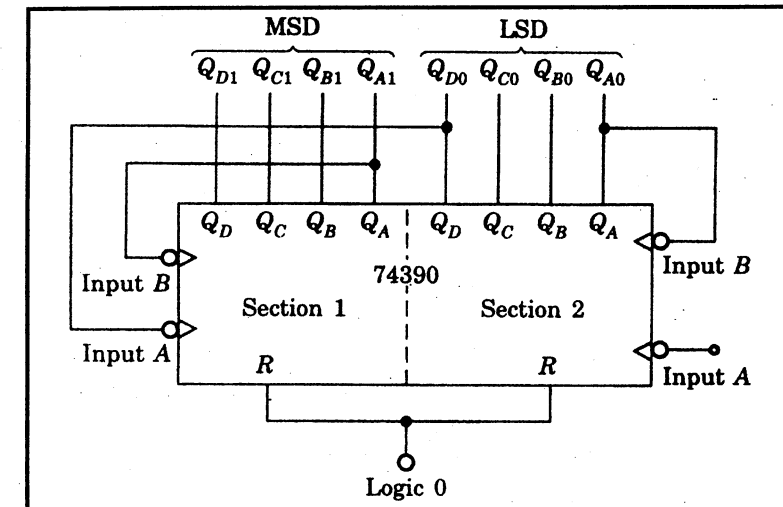 MSD LSD
Q_D1 Q_C1 Q_B1 Q_A1 Q_D0 Q_C0 Q_B0 Q_A0
Q_D Q_C Q_B Q_A Q_D Q_C Q_B Q_A
Input B Input B
74390
Section 1 Section 2
Input A Input A
R R
Logic 0